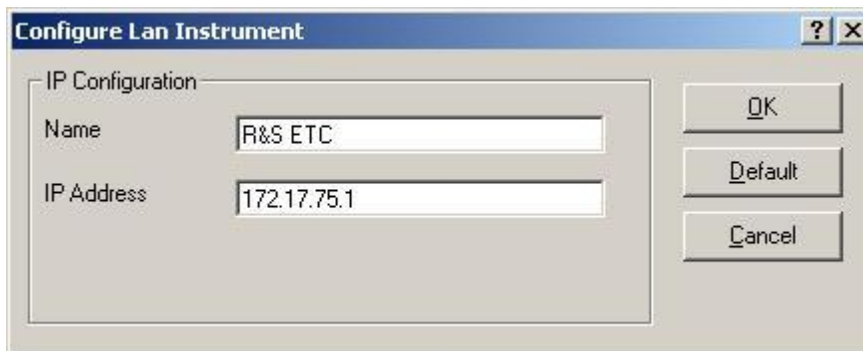 Configure Lan Instrument
IP Configuration
Name
R&S ETC
IP Address
172.17.75.1
OK
Default
Cancel